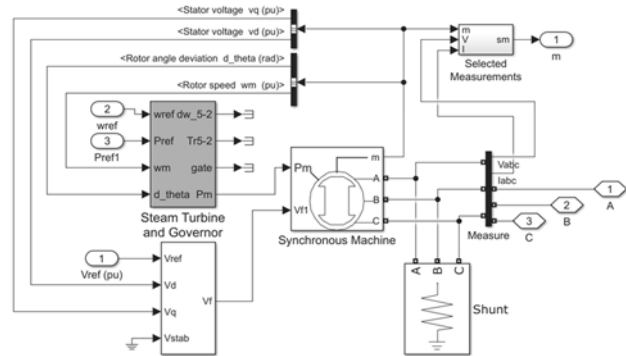 <Stator voltage vq (pu)
<Stator voltage vd (pu)>
<Rotor angle deviation d_theta (rad)>
<Rotor speed wm (pu)>
m
V
I
sm
1
m
Selected
Measurements
2
wref
3
Pref1
wref
dw_5-2
Pref
Tr5-2
wm
gate
d_theta
Pm
Steam Turbine
and Governor
Pm
Vf1
m
A
B
C
Synchronous Machine
Vabc
Iabc
Measure
1
A
2
B
3
C
1
Vref (pu)
Vref
Vd
Vq
Vstab
Vf
A
B
C
Shunt